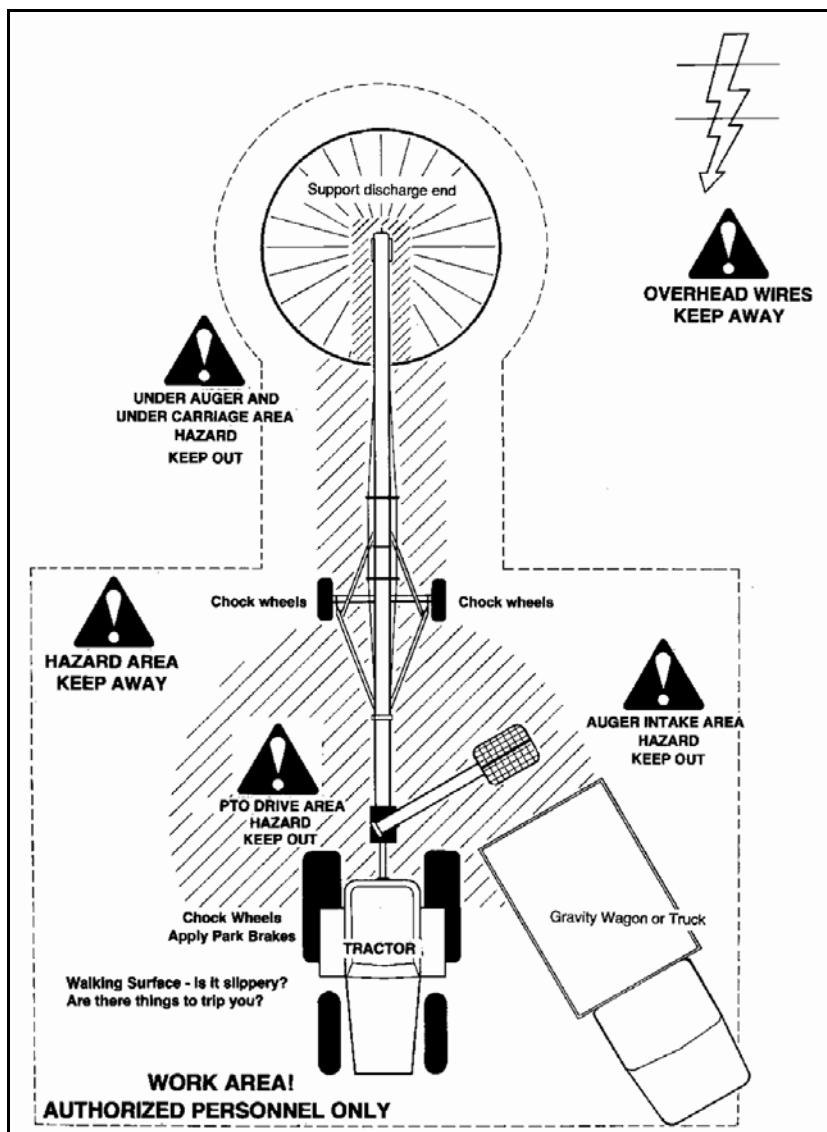 Support discharge end
OVERHEAD WIRES
KEEP AWAY
UNDER AUGER AND
UNDER CARRIAGE AREA
HAZARD
KEEP OUT
Chock wheels
Chock wheels
HAZARD AREA
KEEP AWAY
AUGER INTAKE AREA
HAZARD
KEEP OUT
PTO DRIVE AREA
HAZARD
KEEP OUT
Chock Wheels
Apply Park Brakes
TRACTOR
Gravity Wagon or Truck
Walking Surface - Is it slippery?
Are there things to trip you?
WORK AREA!
AUTHORIZED PERSONNEL ONLY